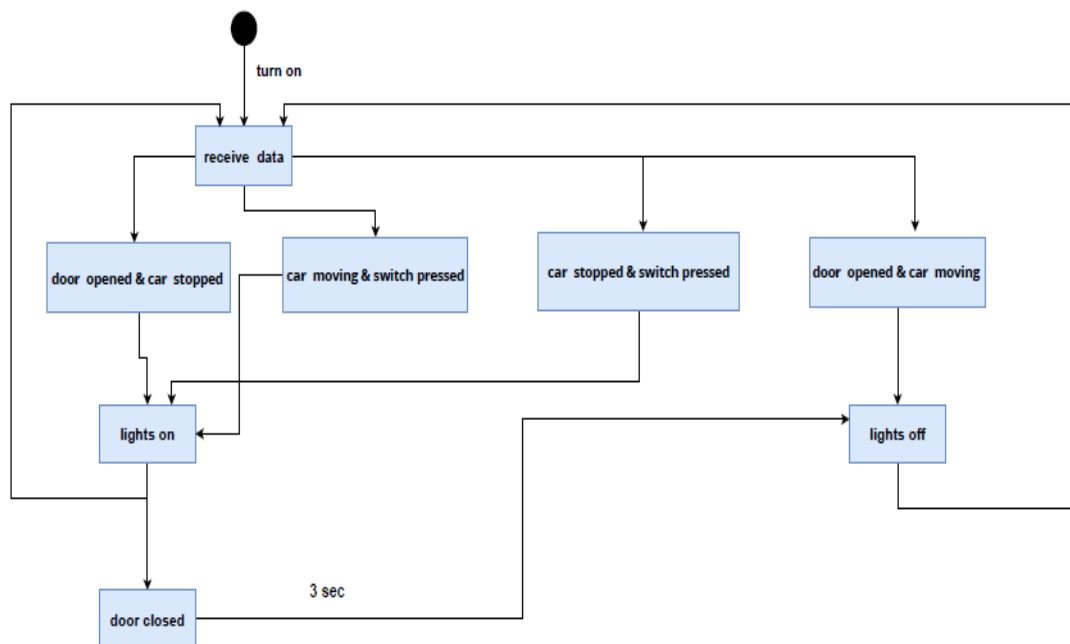 turn on
receive data
door opened & car stopped
car moving & switch pressed
car stopped & switch pressed
door opened & car moving
lights on
lights off
3 sec
door closed